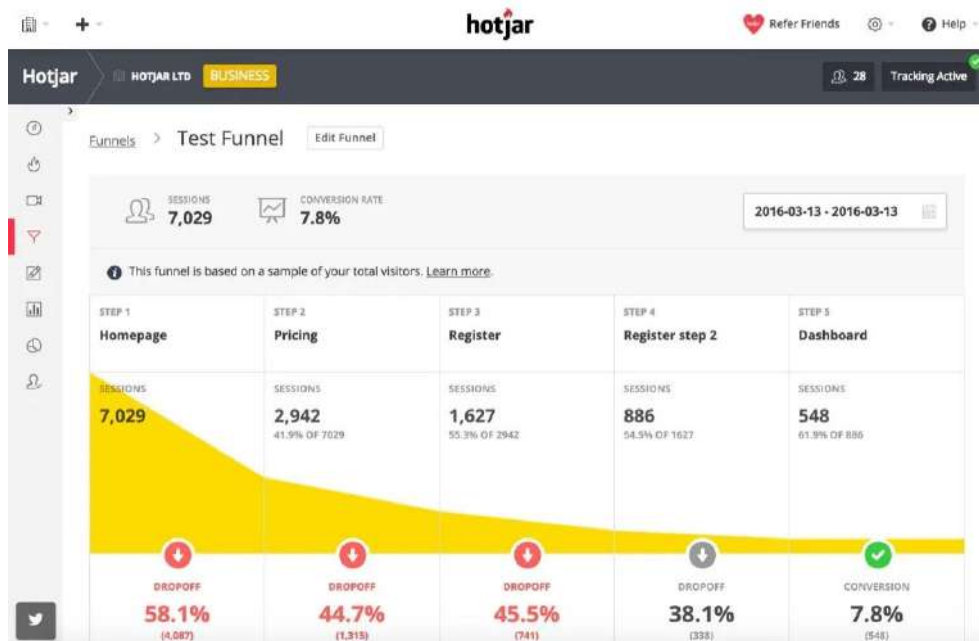 hotjar
Refer Friends
Help
Hotjar
HOTJAR LTD
BUSINESS
28
Tracking Active
Funnels > Test Funnel
Edit Funnel
SESSIONS
7,029
CONVERSION RATE
7.8%
2016-03-13 - 2016-03-13
This funnel is based on a sample of your total visitors. Learn more.
STEP 1
Homepage
STEP 2
Pricing
STEP 3
Register
STEP 4
Register step 2
STEP 5
Dashboard
SESSIONS
7,029
SESSIONS
2,942
41.9% OF 7029
SESSIONS
1,627
55.3% OF 2942
SESSIONS
886
54.5% OF 1627
SESSIONS
548
61.9% OF 886
DROPOFF
58.1%
(4,087)
DROPOFF
44.7%
(1,315)
DROPOFF
45.5%
(741)
DROPOFF
38.1%
(338)
CONVERSION
7.8%
(548)